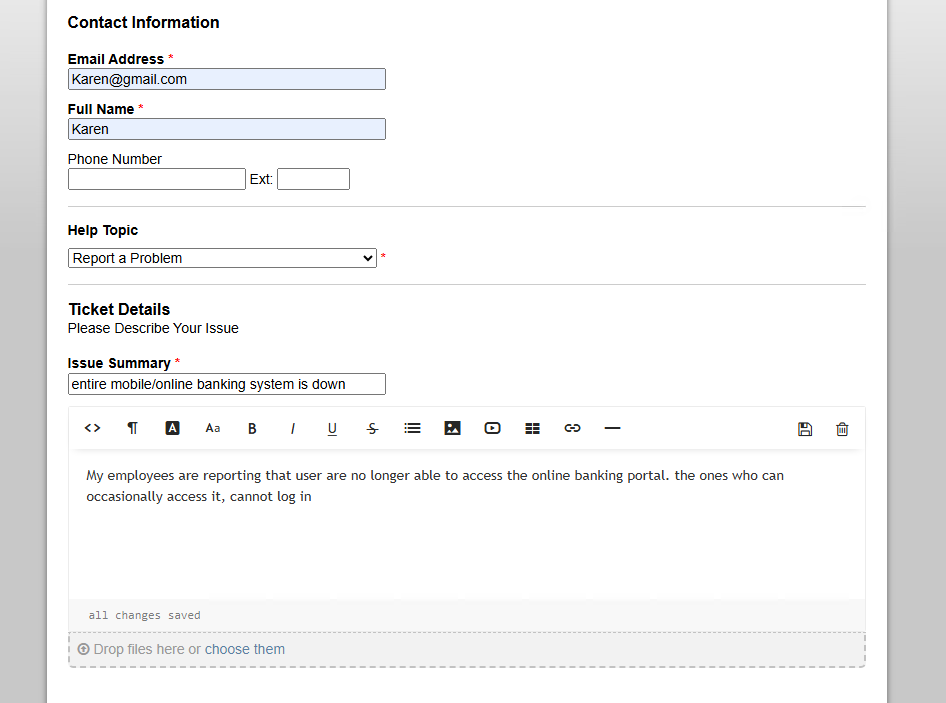 Contact Information
Email Address *
Karen@gmail.com
Full Name *
Karen
Phone Number
Ext:
Help Topic
Report a Problem *
Ticket Details
Please Describe Your Issue
Issue Summary *
entire mobile/online banking system is down
<> ¶ A Aa B I U S
My employees are reporting that user are no longer able to access the online banking portal. the ones who can
occasionally access it, cannot log in
all changes saved
Drop files here or choose them